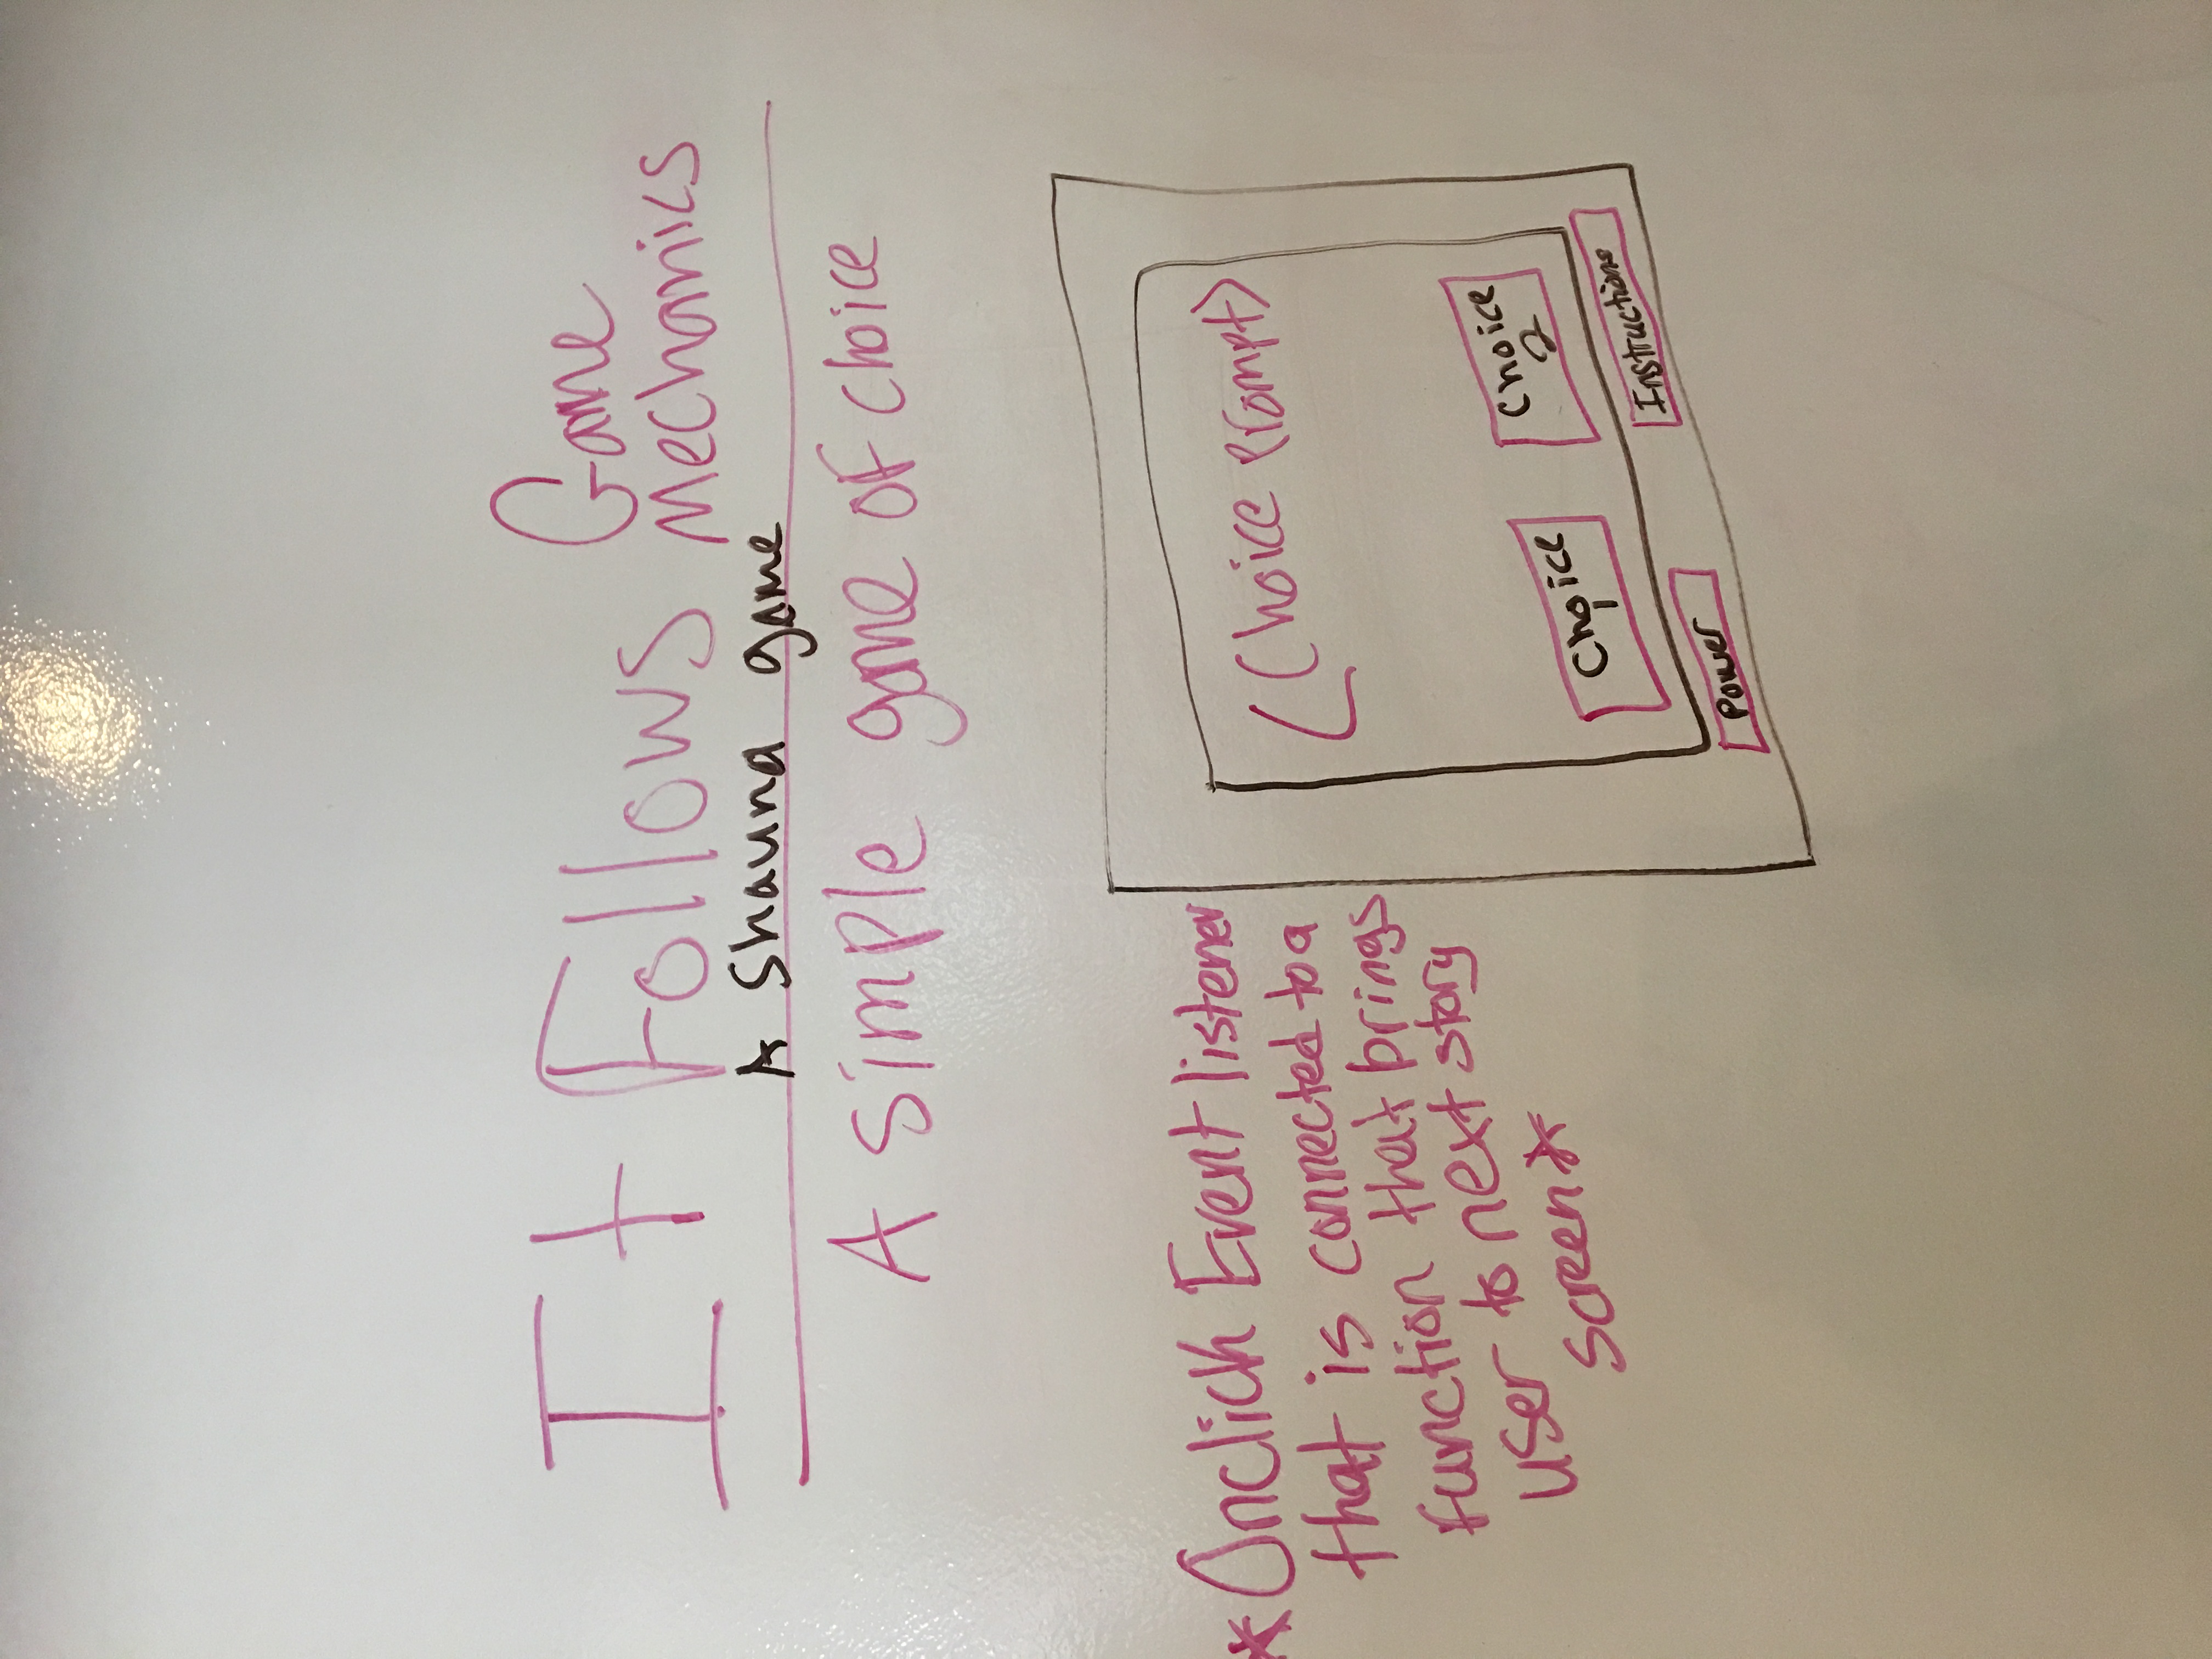 It Follows Game
Mechanics
A Shauna game
A simple game of choice
*Onclick Event listener
that is connected to a
function that brings
user to next story
screen*
(Choice Prompt)
Choice
1
Choice
2
Power
Instructions